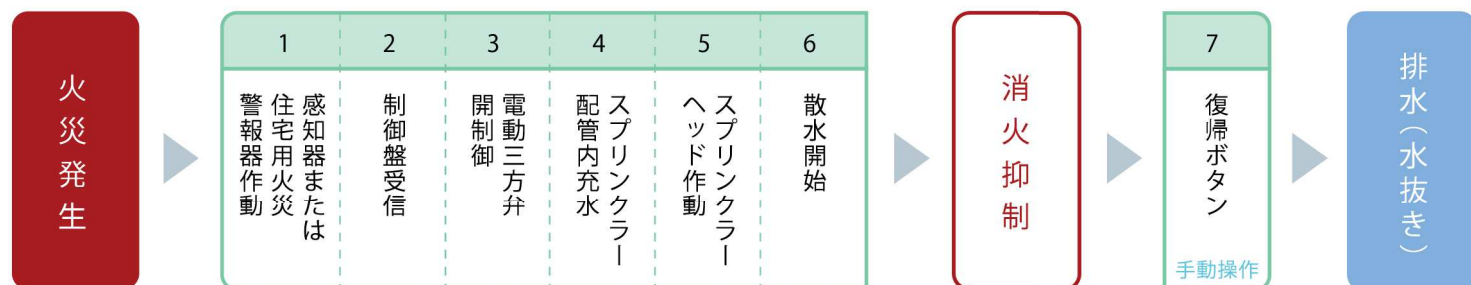 火災発生
1
感知器または
住宅用火災
警報器作動
2
制御盤受信
3
電動三方弁
開制御
4
スプリンクラー
配管内充水
5
スプリンクラー
ヘッド作動
6
散水開始
消火抑制
7
復帰ボタン
手動操作
排水(水抜き)